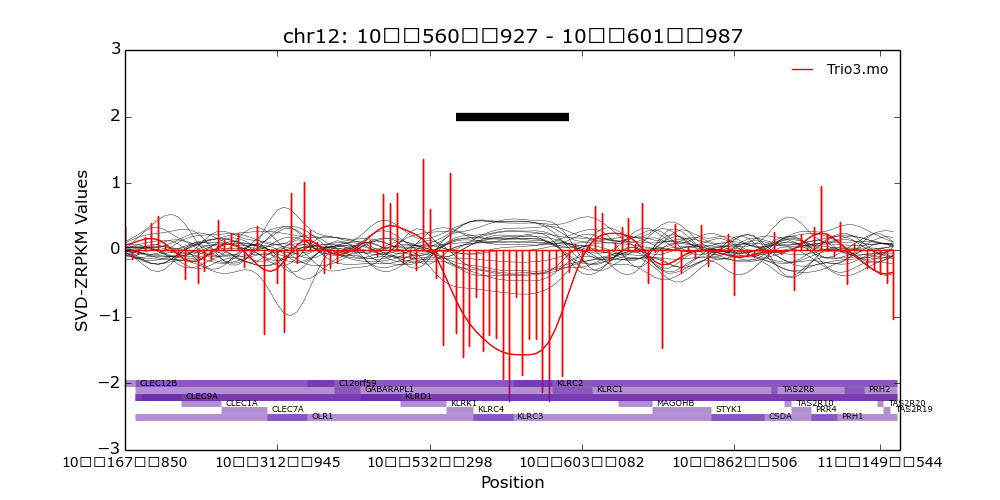 chr12: 10□□560□□927 - 10□□601□□987
Trio3.mo
SVD-ZRPKM Values
3
2
1
0
−1
−2
−3
CLEC12B C12orf59 KLRC2
GABARAPL1 KLRC1 TAS2R8 PRH2
CLEC9A KLRD1
CLEC1A KLRK1 MAGOHB TAS2R10 TAS2R20
CLEC7A KLRC4 STYK1 PRR4 TAS2R19
OLR1 KLRC3 CSDA PRH1
10□□167□□850 10□□312□□945 10□□532□□298 10□□603□□082 10□□862□□506 11□□149□□544
Position